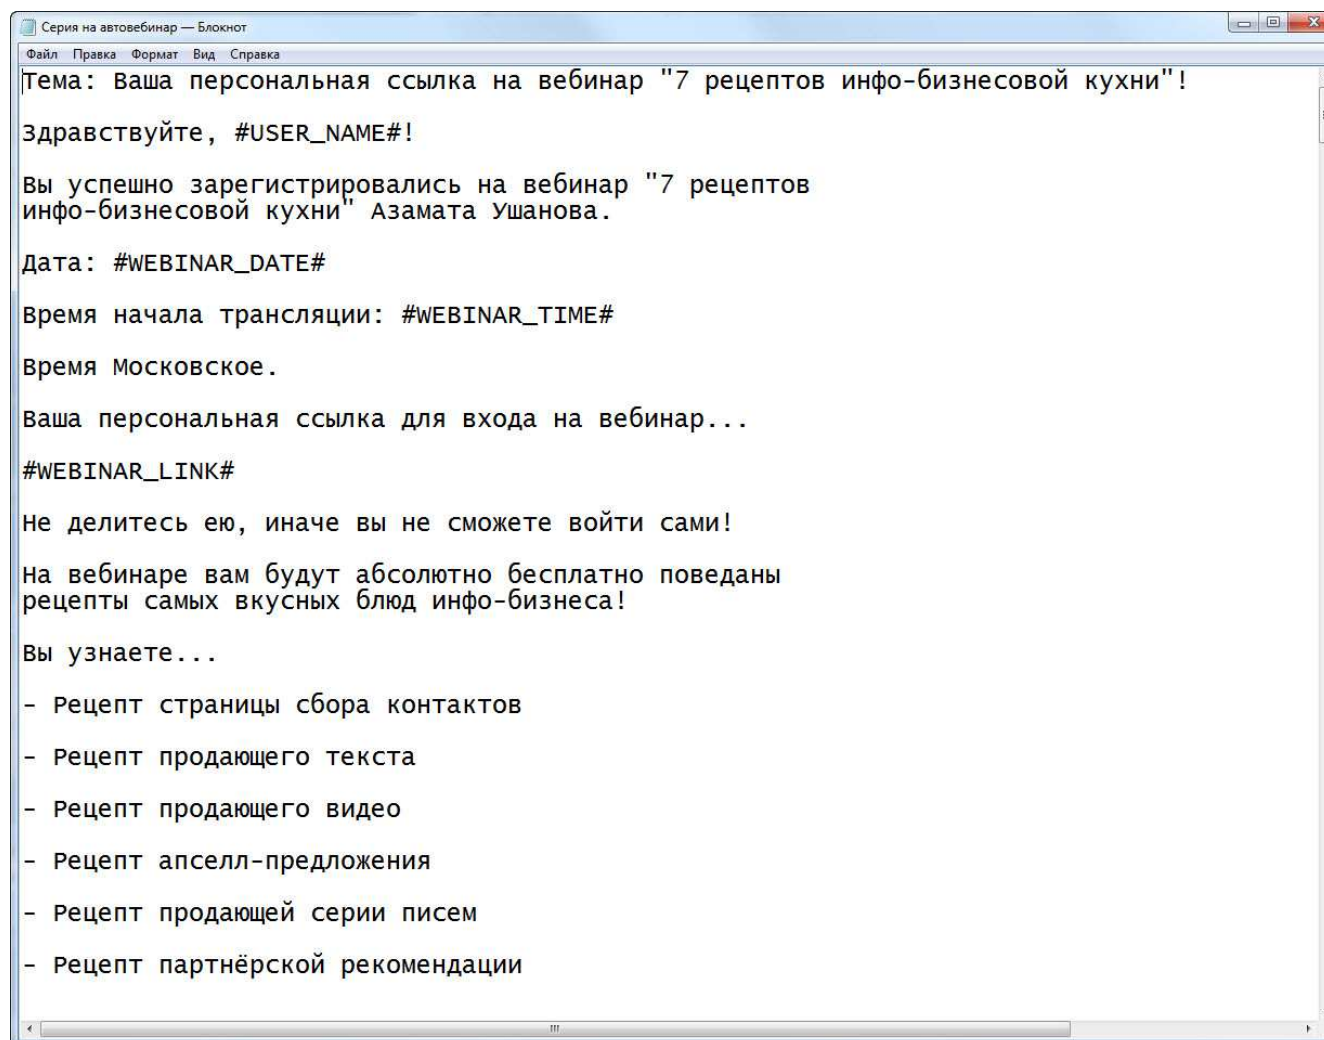 Серия на автовебинар — Блокнот
Файл Правка Формат Вид Справка
Тема: Ваша персональная ссылка на вебинар "7 рецептов инфо-бизнесовой кухни"!
Здравствуйте, #USER_NAME#!
Вы успешно зарегистрировались на вебинар "7 рецептов
инфо-бизнесовой кухни" Азамата Ушанова.
Дата: #WEBINAR_DATE#
Время начала трансляции: #WEBINAR_TIME#
Время Московское.
Ваша персональная ссылка для входа на вебинар...
#WEBINAR_LINK#
Не делитесь ею, иначе вы не сможете войти сами!
На вебинаре вам будут абсолютно бесплатно поведаны
рецепты самых вкусных блюд инфо-бизнеса!
Вы узнаете...
- Рецепт страницы сбора контактов
- Рецепт продающего текста
- Рецепт продающего видео
- Рецепт апселл-предложения
- Рецепт продающей серии писем
- Рецепт партнёрской рекомендации